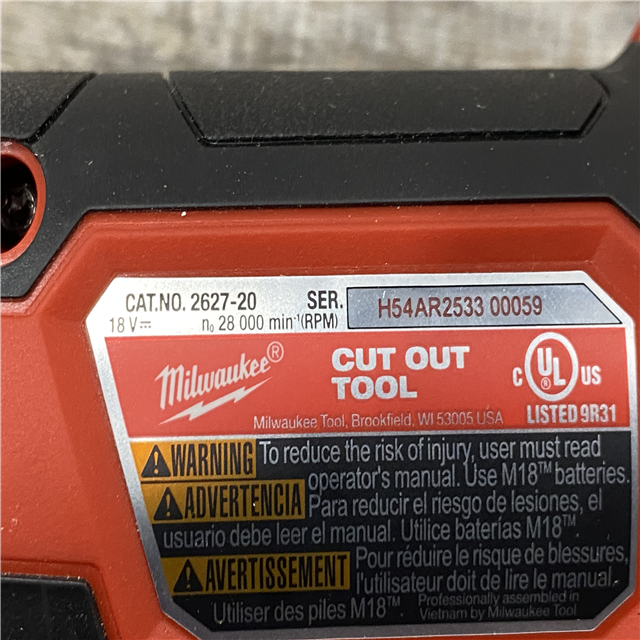 CAT.NO. 2627-20 SER. H54AR2533 00059
18 V⎓ n₀ 28 000 min⁻¹(RPM)
Milwaukee®
CUT OUT
TOOL
C UL® US
LISTED 9R31
Milwaukee Tool, Brookfield, WI 53005 USA
WARNING To reduce the risk of injury, user must read
operator's manual. Use M18™ batteries.
ADVERTENCIA Para reducir el riesgo de lesiones, el
usuario debe leer el manual. Utilice baterías M18™.
AVERTISSEMENT Pour réduire le risque de blessures,
l'utilisateur doit de lire le manual.
Utiliser des piles M18™ Professionally assembled in
Vietnam by Milwaukee Tool